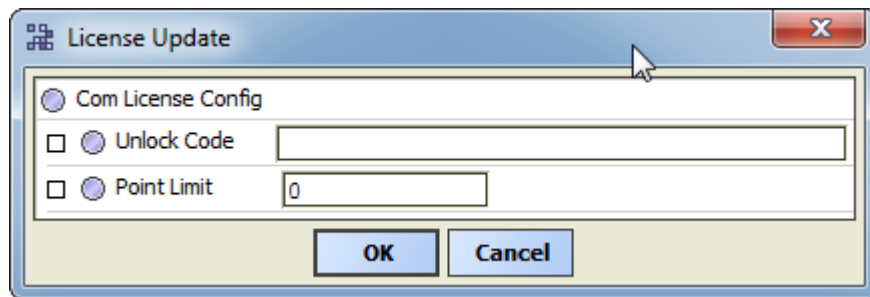 License Update
Com License Config
Unlock Code
Point Limit 0
OK Cancel